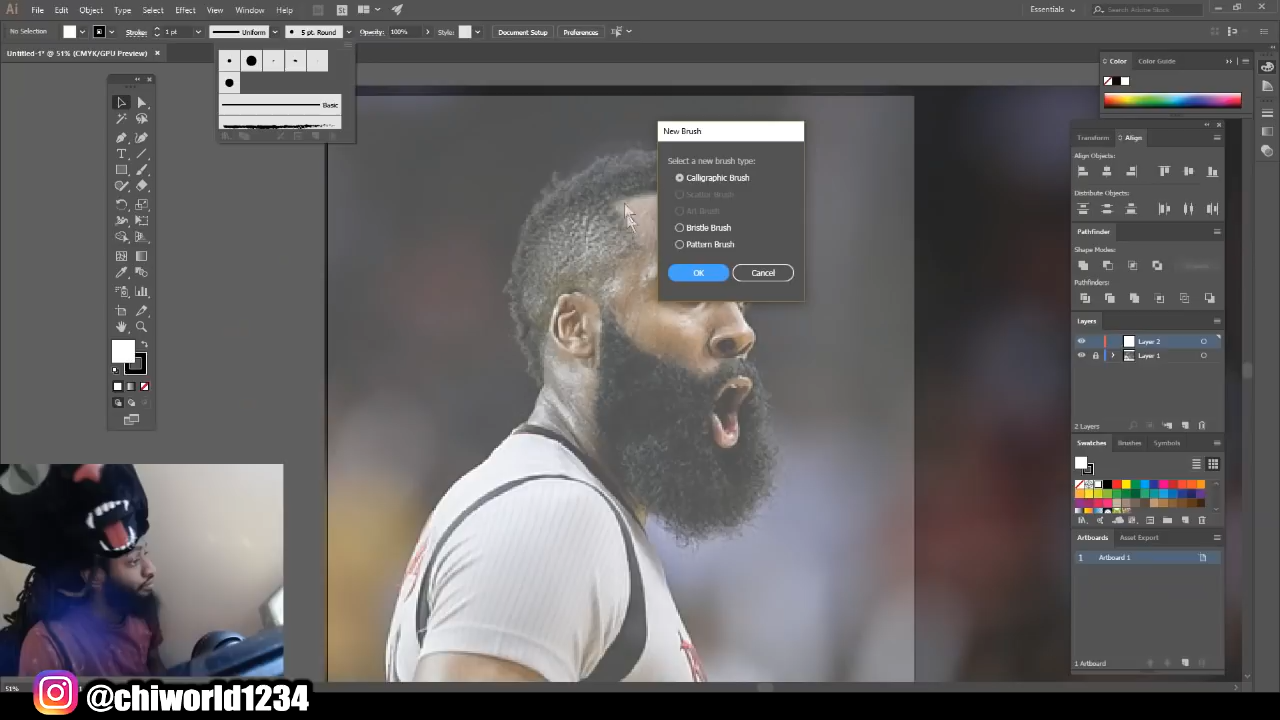 Ai File Edit Object Type Select Effect View Window Help
Br St
Essentials
Search Adobe Stock
No Selection
Stroke: 1 pt
Uniform
5 pt. Round
Opacity: 100%
Style:
Document Setup
Preferences
Untitled-1* @ 51% (CMYK/GPU Preview)
Basic
New Brush
Select a new brush type:
Calligraphic Brush
Scatter Brush
Art Brush
Bristle Brush
Pattern Brush
OK Cancel
Color Color Guide
Transform Align
Align Objects:
Distribute Objects:
Pathfinder
Shape Modes:
Pathfinders:
Layers
Layer 2
Layer 1
2 Layers
Swatches Brushes Symbols
Artboards Asset Export
1 Artboard 1
1 Artboard
51%
@chiworld1234